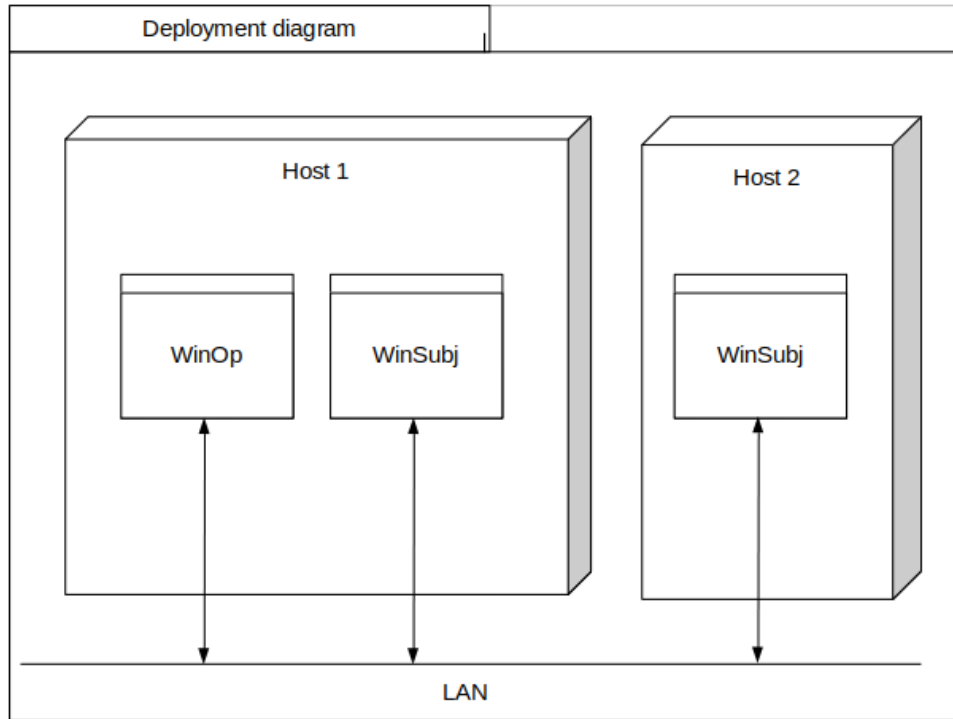 Deployment diagram
Host 1
Host 2
WinOp
WinSubj
WinSubj
LAN